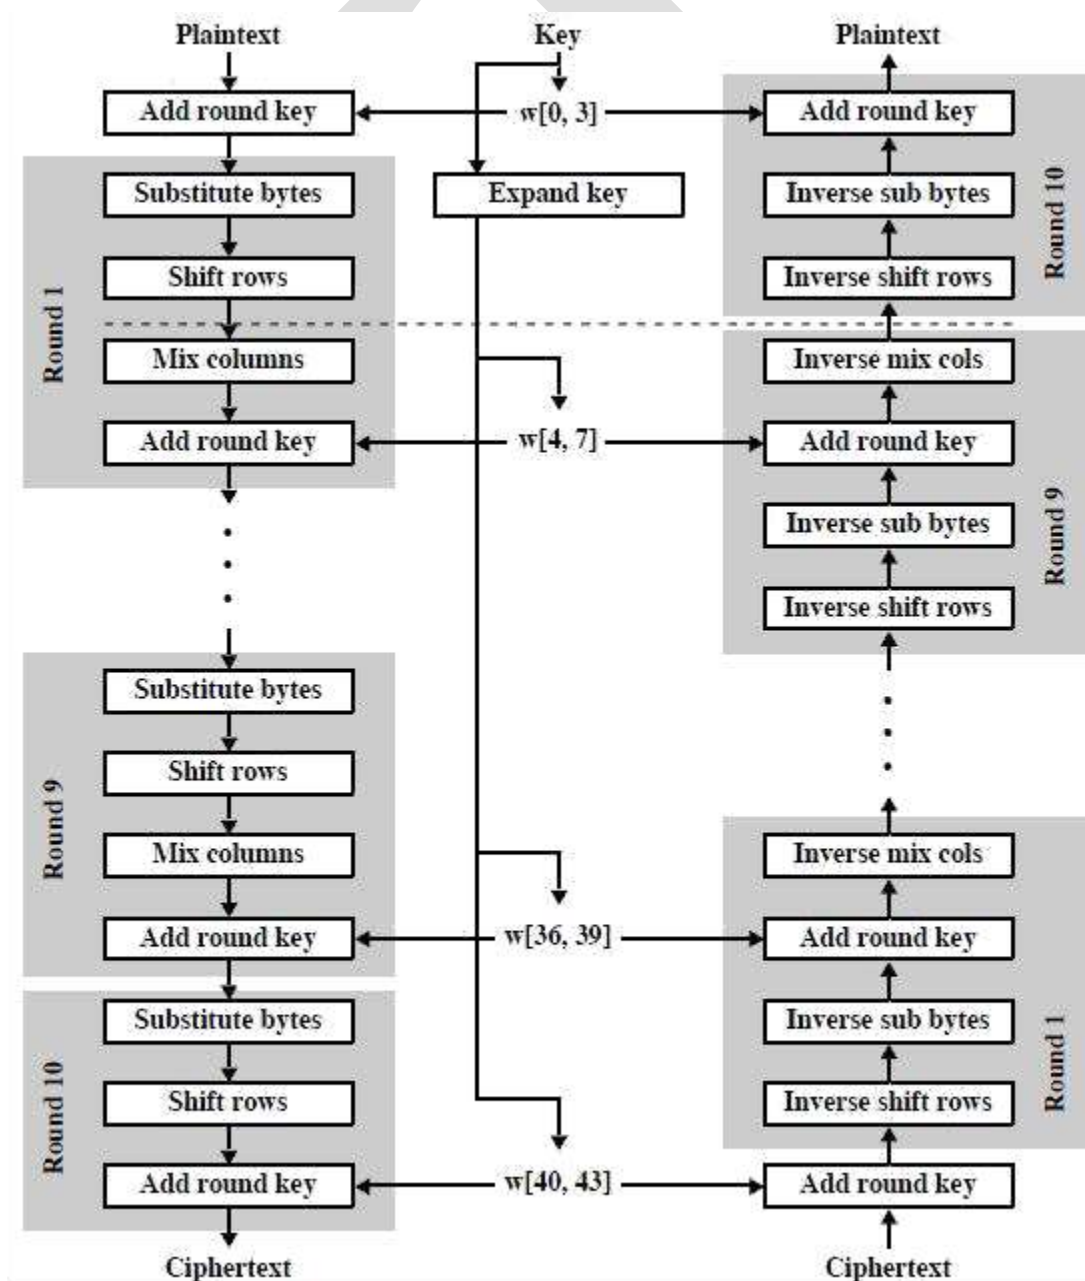 Plaintext
Add round key
Substitute bytes
Shift rows
Mix columns
Add round key
Round 1
Substitute bytes
Shift rows
Mix columns
Add round key
Round 9
Substitute bytes
Shift rows
Add round key
Round 10
Ciphertext
Key
w[0, 3]
Expand key
w[4, 7]
w[36, 39]
w[40, 43]
Plaintext
Add round key
Inverse sub bytes
Inverse shift rows
Round 10
Inverse mix cols
Add round key
Inverse sub bytes
Inverse shift rows
Round 9
Inverse mix cols
Add round key
Inverse sub bytes
Inverse shift rows
Round 1
Add round key
Ciphertext